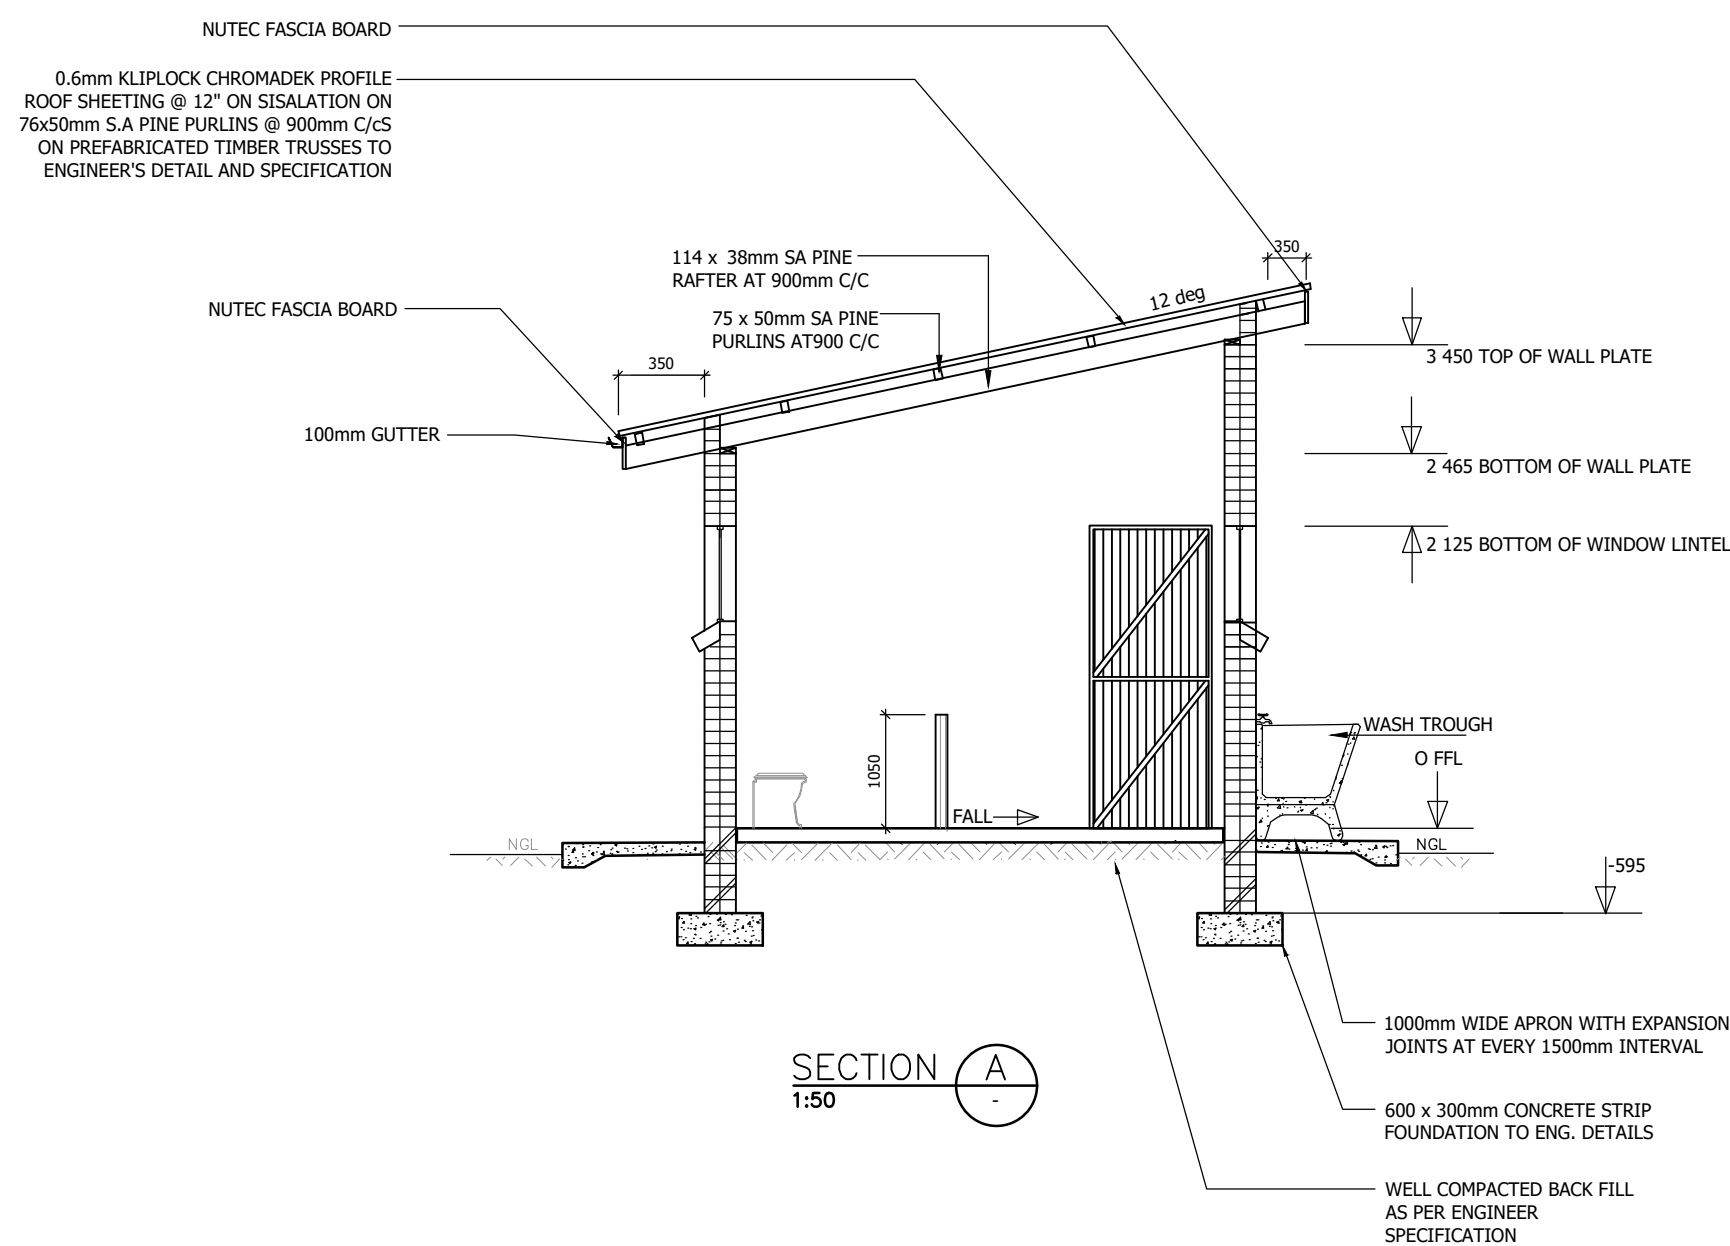 NUTEC FASCIA BOARD
0.6mm KLIPLOCK CHROMADEK PROFILE
ROOF SHEETING @ 12" ON SISALATION ON
76x50mm S.A PINE PURLINS @ 900mm C/cS
ON PREFABRICATED TIMBER TRUSSES TO
ENGINEER'S DETAIL AND SPECIFICATION
350
114 x 38mm SA PINE
RAFTER AT 900mm C/C
12 deg
NUTEC FASCIA BOARD
75 x 50mm SA PINE
PURLINS AT900 C/C
3 450 TOP OF WALL PLATE
350
100mm GUTTER
2 465 BOTTOM OF WALL PLATE
2 125 BOTTOM OF WINDOW LINTEL
WASH TROUGH
1050
O FFL
FALL
NGL
NGL
-595
1000mm WIDE APRON WITH EXPANSION
JOINTS AT EVERY 1500mm INTERVAL
SECTION A
1:50 -
600 x 300mm CONCRETE STRIP
FOUNDATION TO ENG. DETAILS
WELL COMPACTED BACK FILL
AS PER ENGINEER
SPECIFICATION